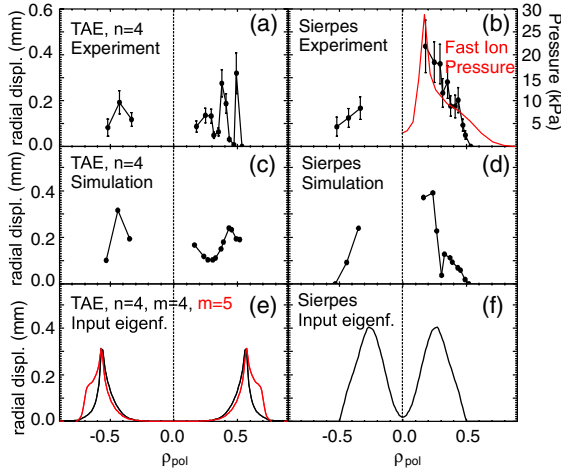 TAE, n=4
Experiment
(a)
Sierpes
Experiment
(b)
Fast Ion
Pressure
radial displ. (mm)
0.6
0.4
0.2
0.0
30
25
20
15
10
5
Pressure
(kPa)
TAE, n=4
Simulation
(c)
Sierpes
Simulation
(d)
radial displ. (mm)
0.4
0.2
0.0
TAE, n=4, m=4, m=5
Input eigenf.
(e)
Sierpes
Input eigenf.
(f)
radial displ. (mm)
0.4
0.2
0.0
-0.5 0.0 0.5
-0.5 0.0 0.5
ρpol
ρpol